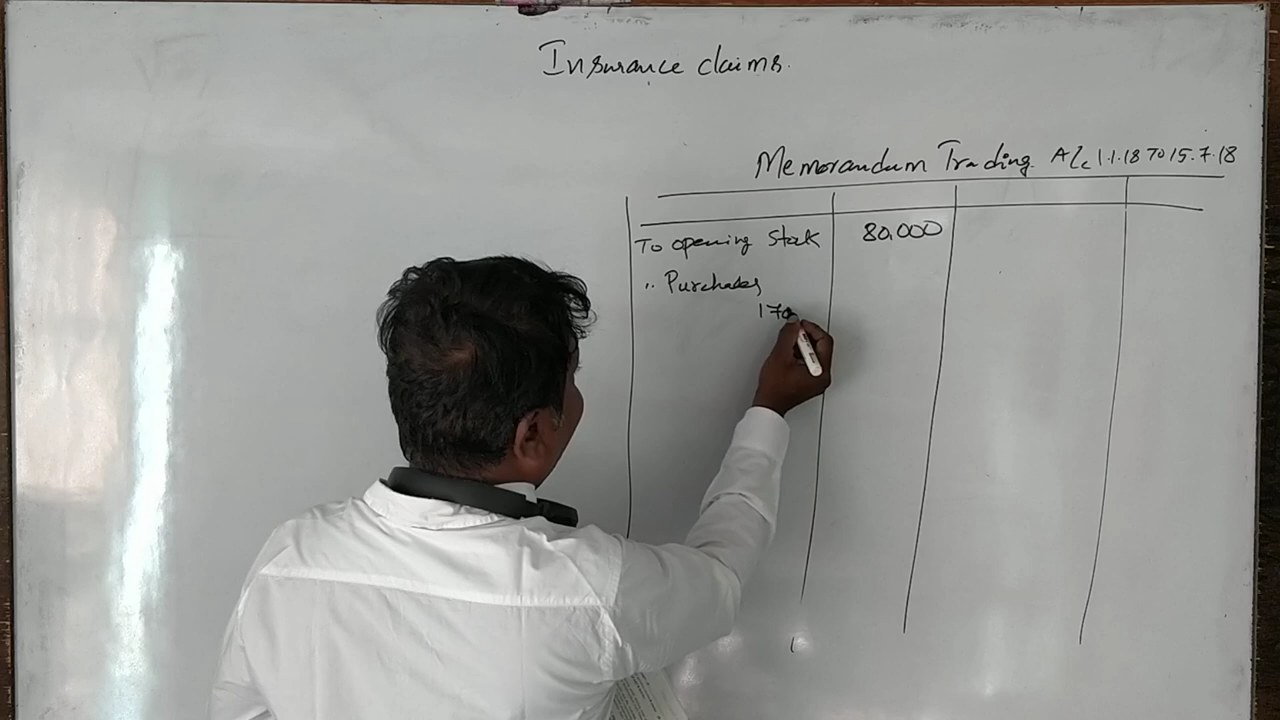 Insurance claims.
Memorandum Trading A/c 1.1.18 TO 15.7.18
To opening Stock 80,000
" Purchases
170